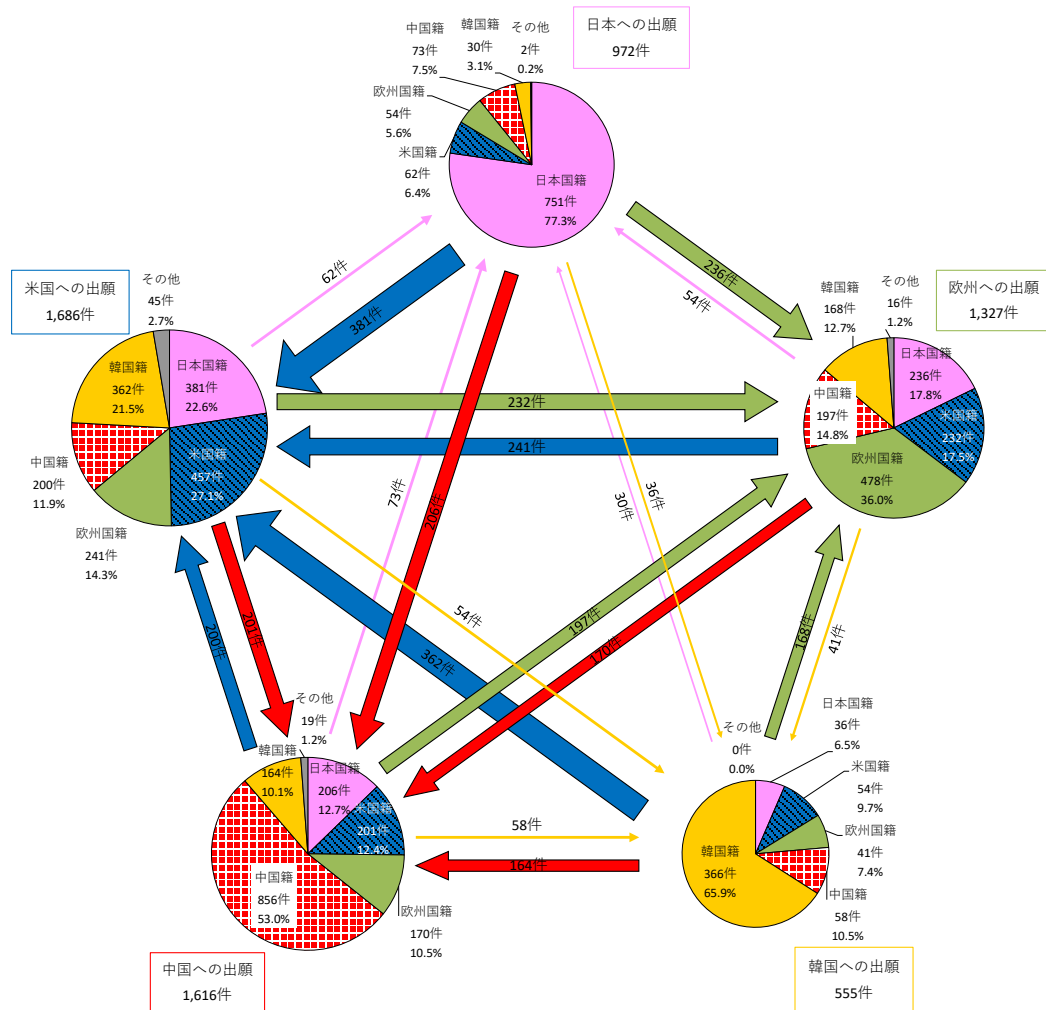 日本への出願
972件
中国籍
73件
7.5%
韓国籍
30件
3.1%
その他
2件
0.2%
欧州国籍
54件
5.6%
米国籍
62件
6.4%
日本国籍
751件
77.3%
米国への出願
1,686件
その他
45件
2.7%
韓国籍
362件
21.5%
日本国籍
381件
22.6%
米国籍
457件
27.1%
中国籍
200件
11.9%
欧州国籍
241件
14.3%
欧州への出願
1,327件
韓国籍
168件
12.7%
その他
16件
1.2%
日本国籍
236件
17.8%
米国籍
232件
17.5%
中国籍
197件
14.8%
欧州国籍
478件
36.0%
62件
381件
236件
54件
232件
241件
73件
206件
36件
30件
54件
197件
170件
362件
201件
200件
168件
41件
58件
164件
その他
19件
1.2%
韓国籍
164件
10.1%
日本国籍
206件
12.7%
米国籍
201件
12.4%
中国籍
856件
53.0%
欧州国籍
170件
10.5%
中国への出願
1,616件
その他
0件
0.0%
日本国籍
36件
6.5%
米国籍
54件
9.7%
欧州国籍
41件
7.4%
中国籍
58件
10.5%
韓国籍
366件
65.9%
韓国への出願
555件